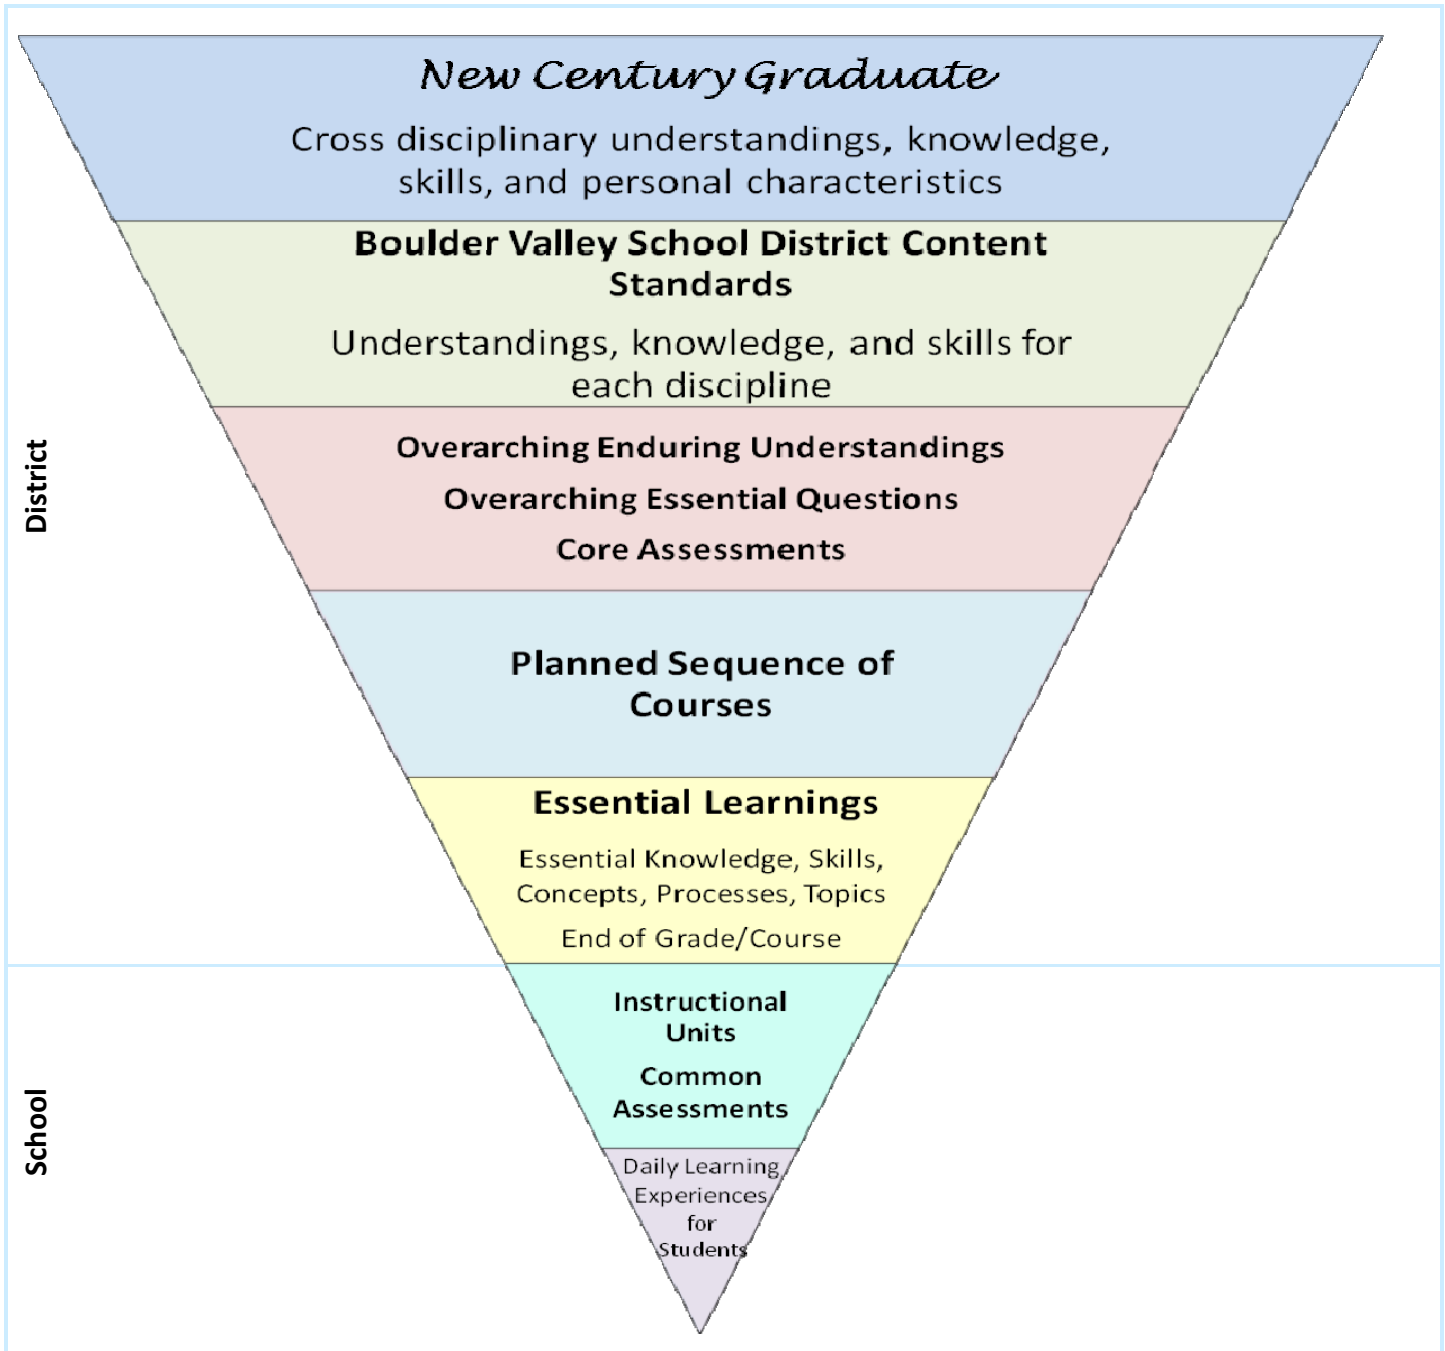 New Century Graduate
Cross disciplinary understandings, knowledge,
skills, and personal characteristics
Boulder Valley School District Content
Standards
Understandings, knowledge, and skills for
each discipline
Overarching Enduring Understandings
Overarching Essential Questions
Core Assessments
Planned Sequence of
Courses
Essential Learnings
Essential Knowledge, Skills,
Concepts, Processes, Topics
End of Grade/Course
District
Instructional
Units
Common
Assessments
Daily Learning
Experiences
for
Students
School